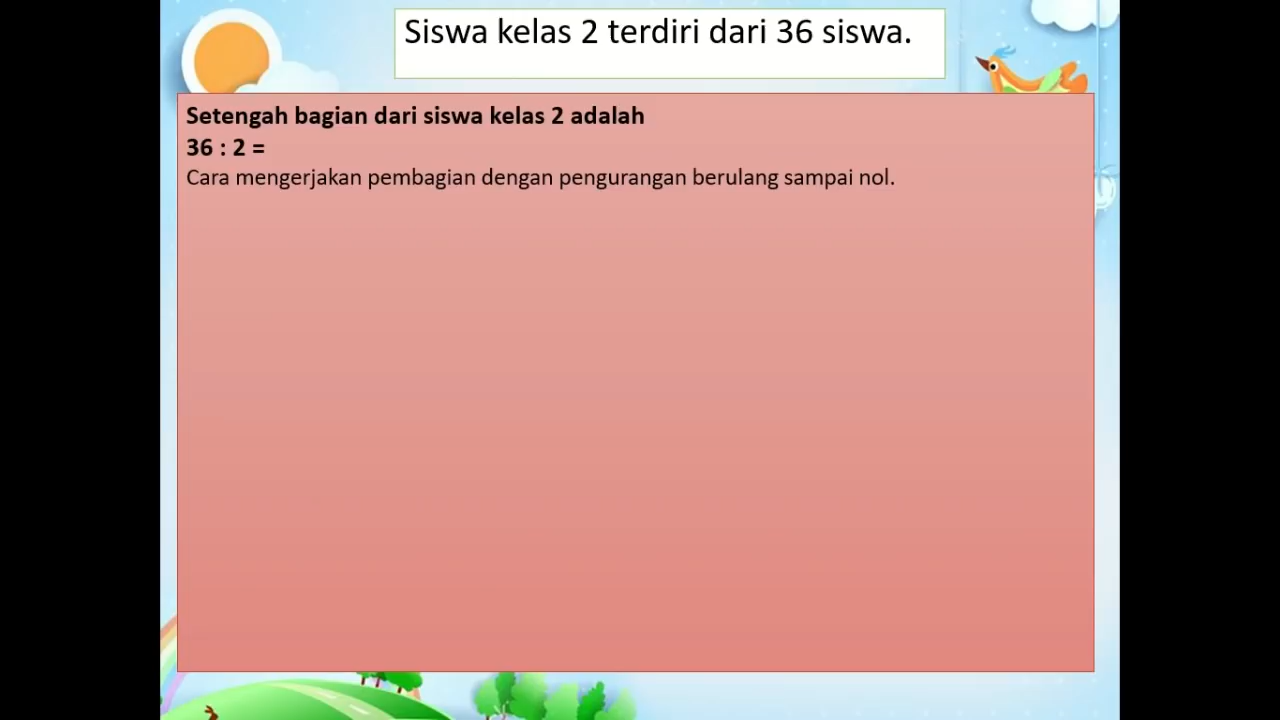 Siswa kelas 2 terdiri dari 36 siswa.
Setengah bagian dari siswa kelas 2 adalah
36 : 2 =
Cara mengerjakan pembagian dengan pengurangan berulang sampai nol.